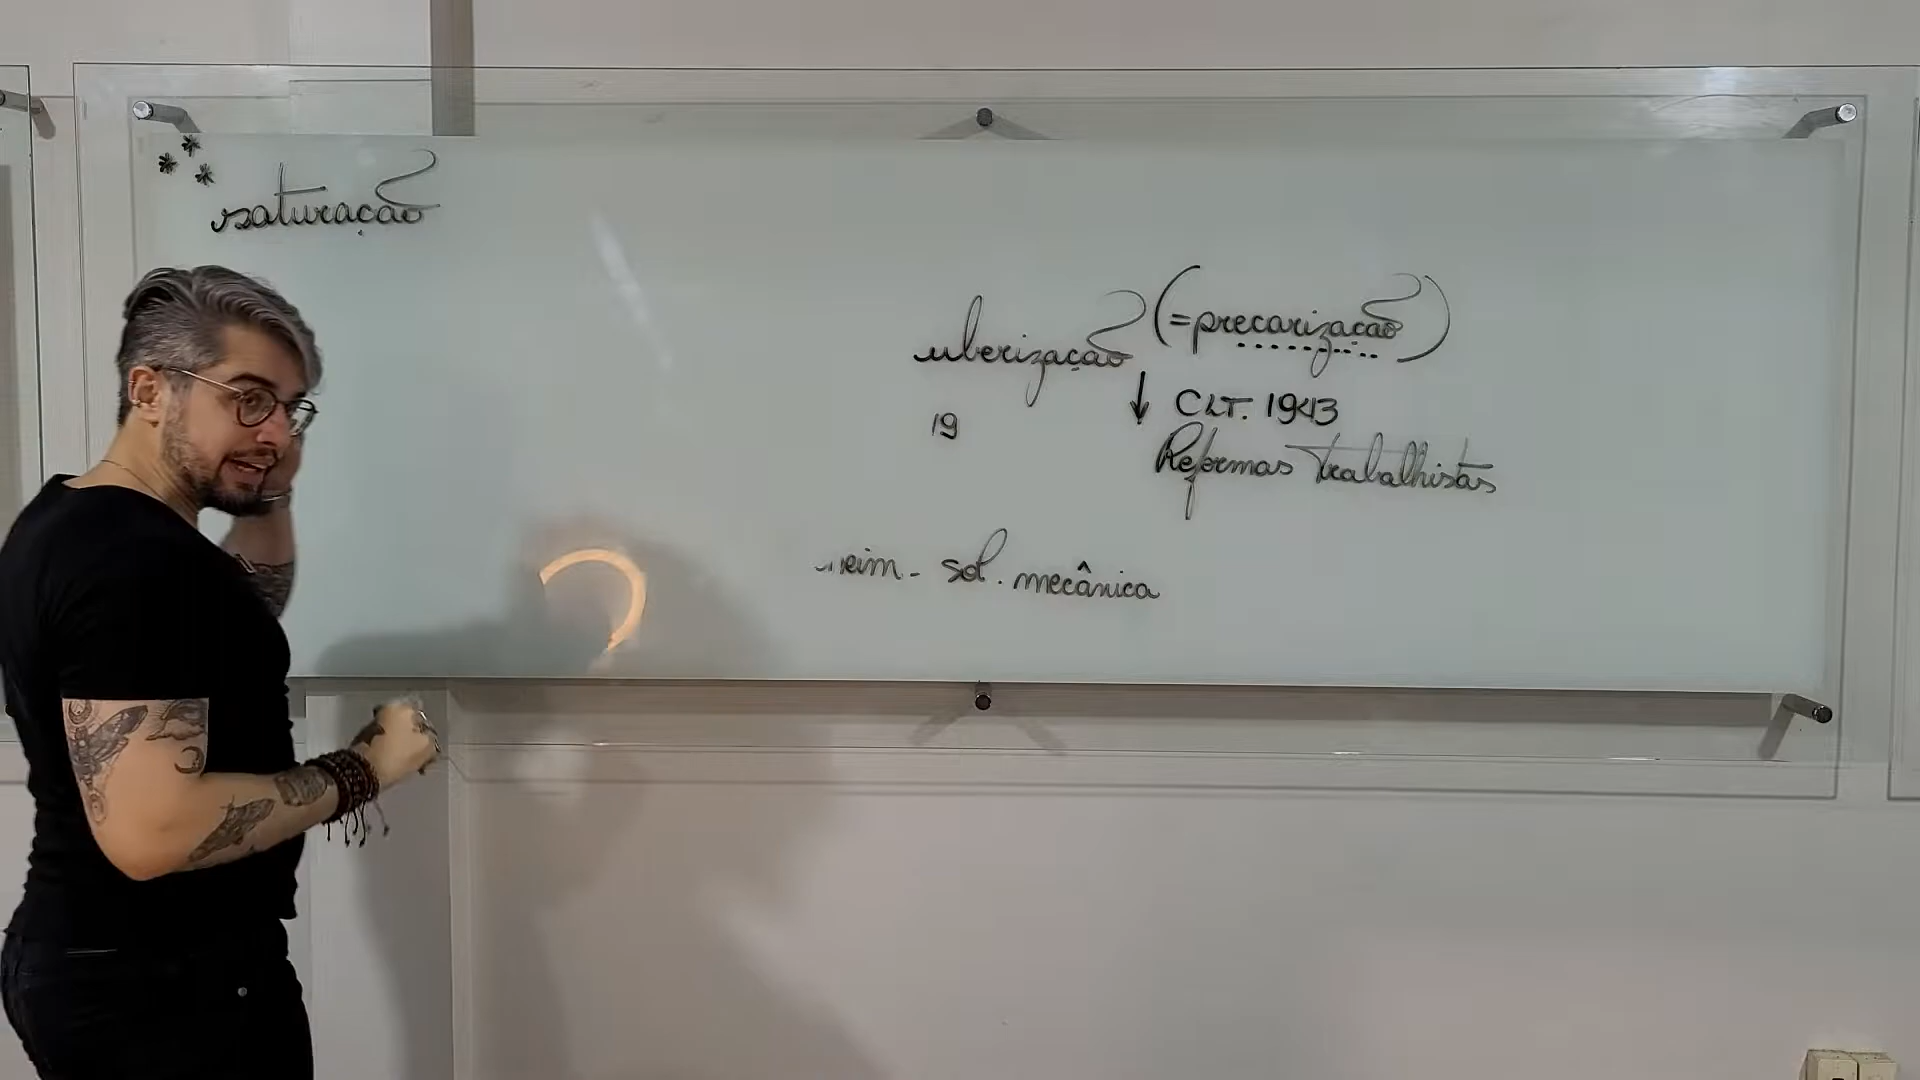 saturação
uberização (=precarização)
19 ↓ CLT. 1943
Reformas Trabalhistas
sol. mecânica